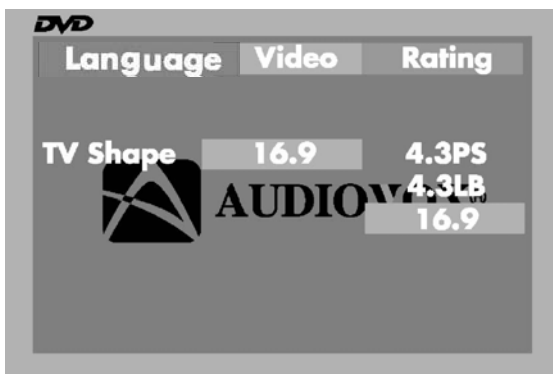 DVD
Language Video Rating
TV Shape 16.9 4.3PS
4.3LB
AUDIOVOX®
16.9